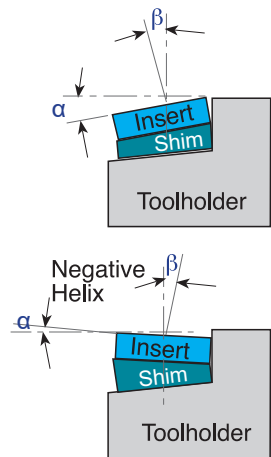 β
α
Insert
Shim
Toolholder
Negative
Helix
β
α
Insert
Shim
Toolholder